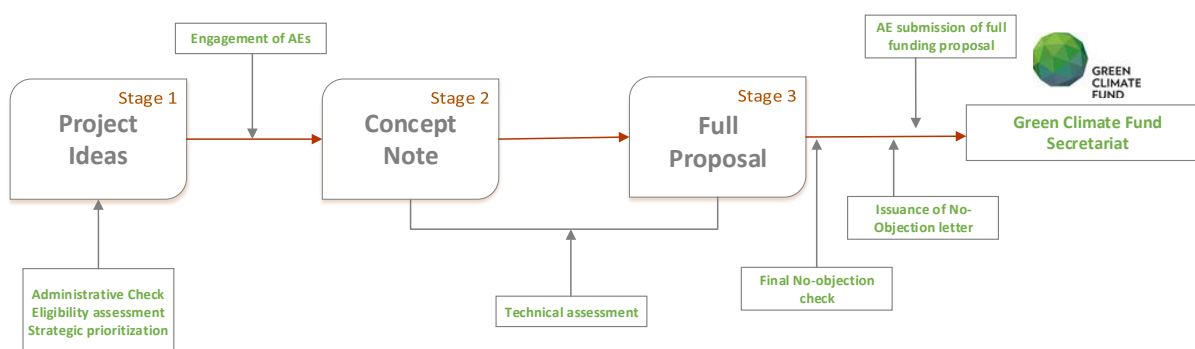 Engagement of AEs
AE submission of full
funding proposal
GREEN
CLIMATE
FUND
Stage 1
Project
Ideas
Stage 2
Concept
Note
Stage 3
Full
Proposal
Green Climate Fund
Secretariat
Issuance of No-
Objection letter
Final No-objection
check
Administrative Check
Eligibility assessment
Strategic prioritization
Technical assessment